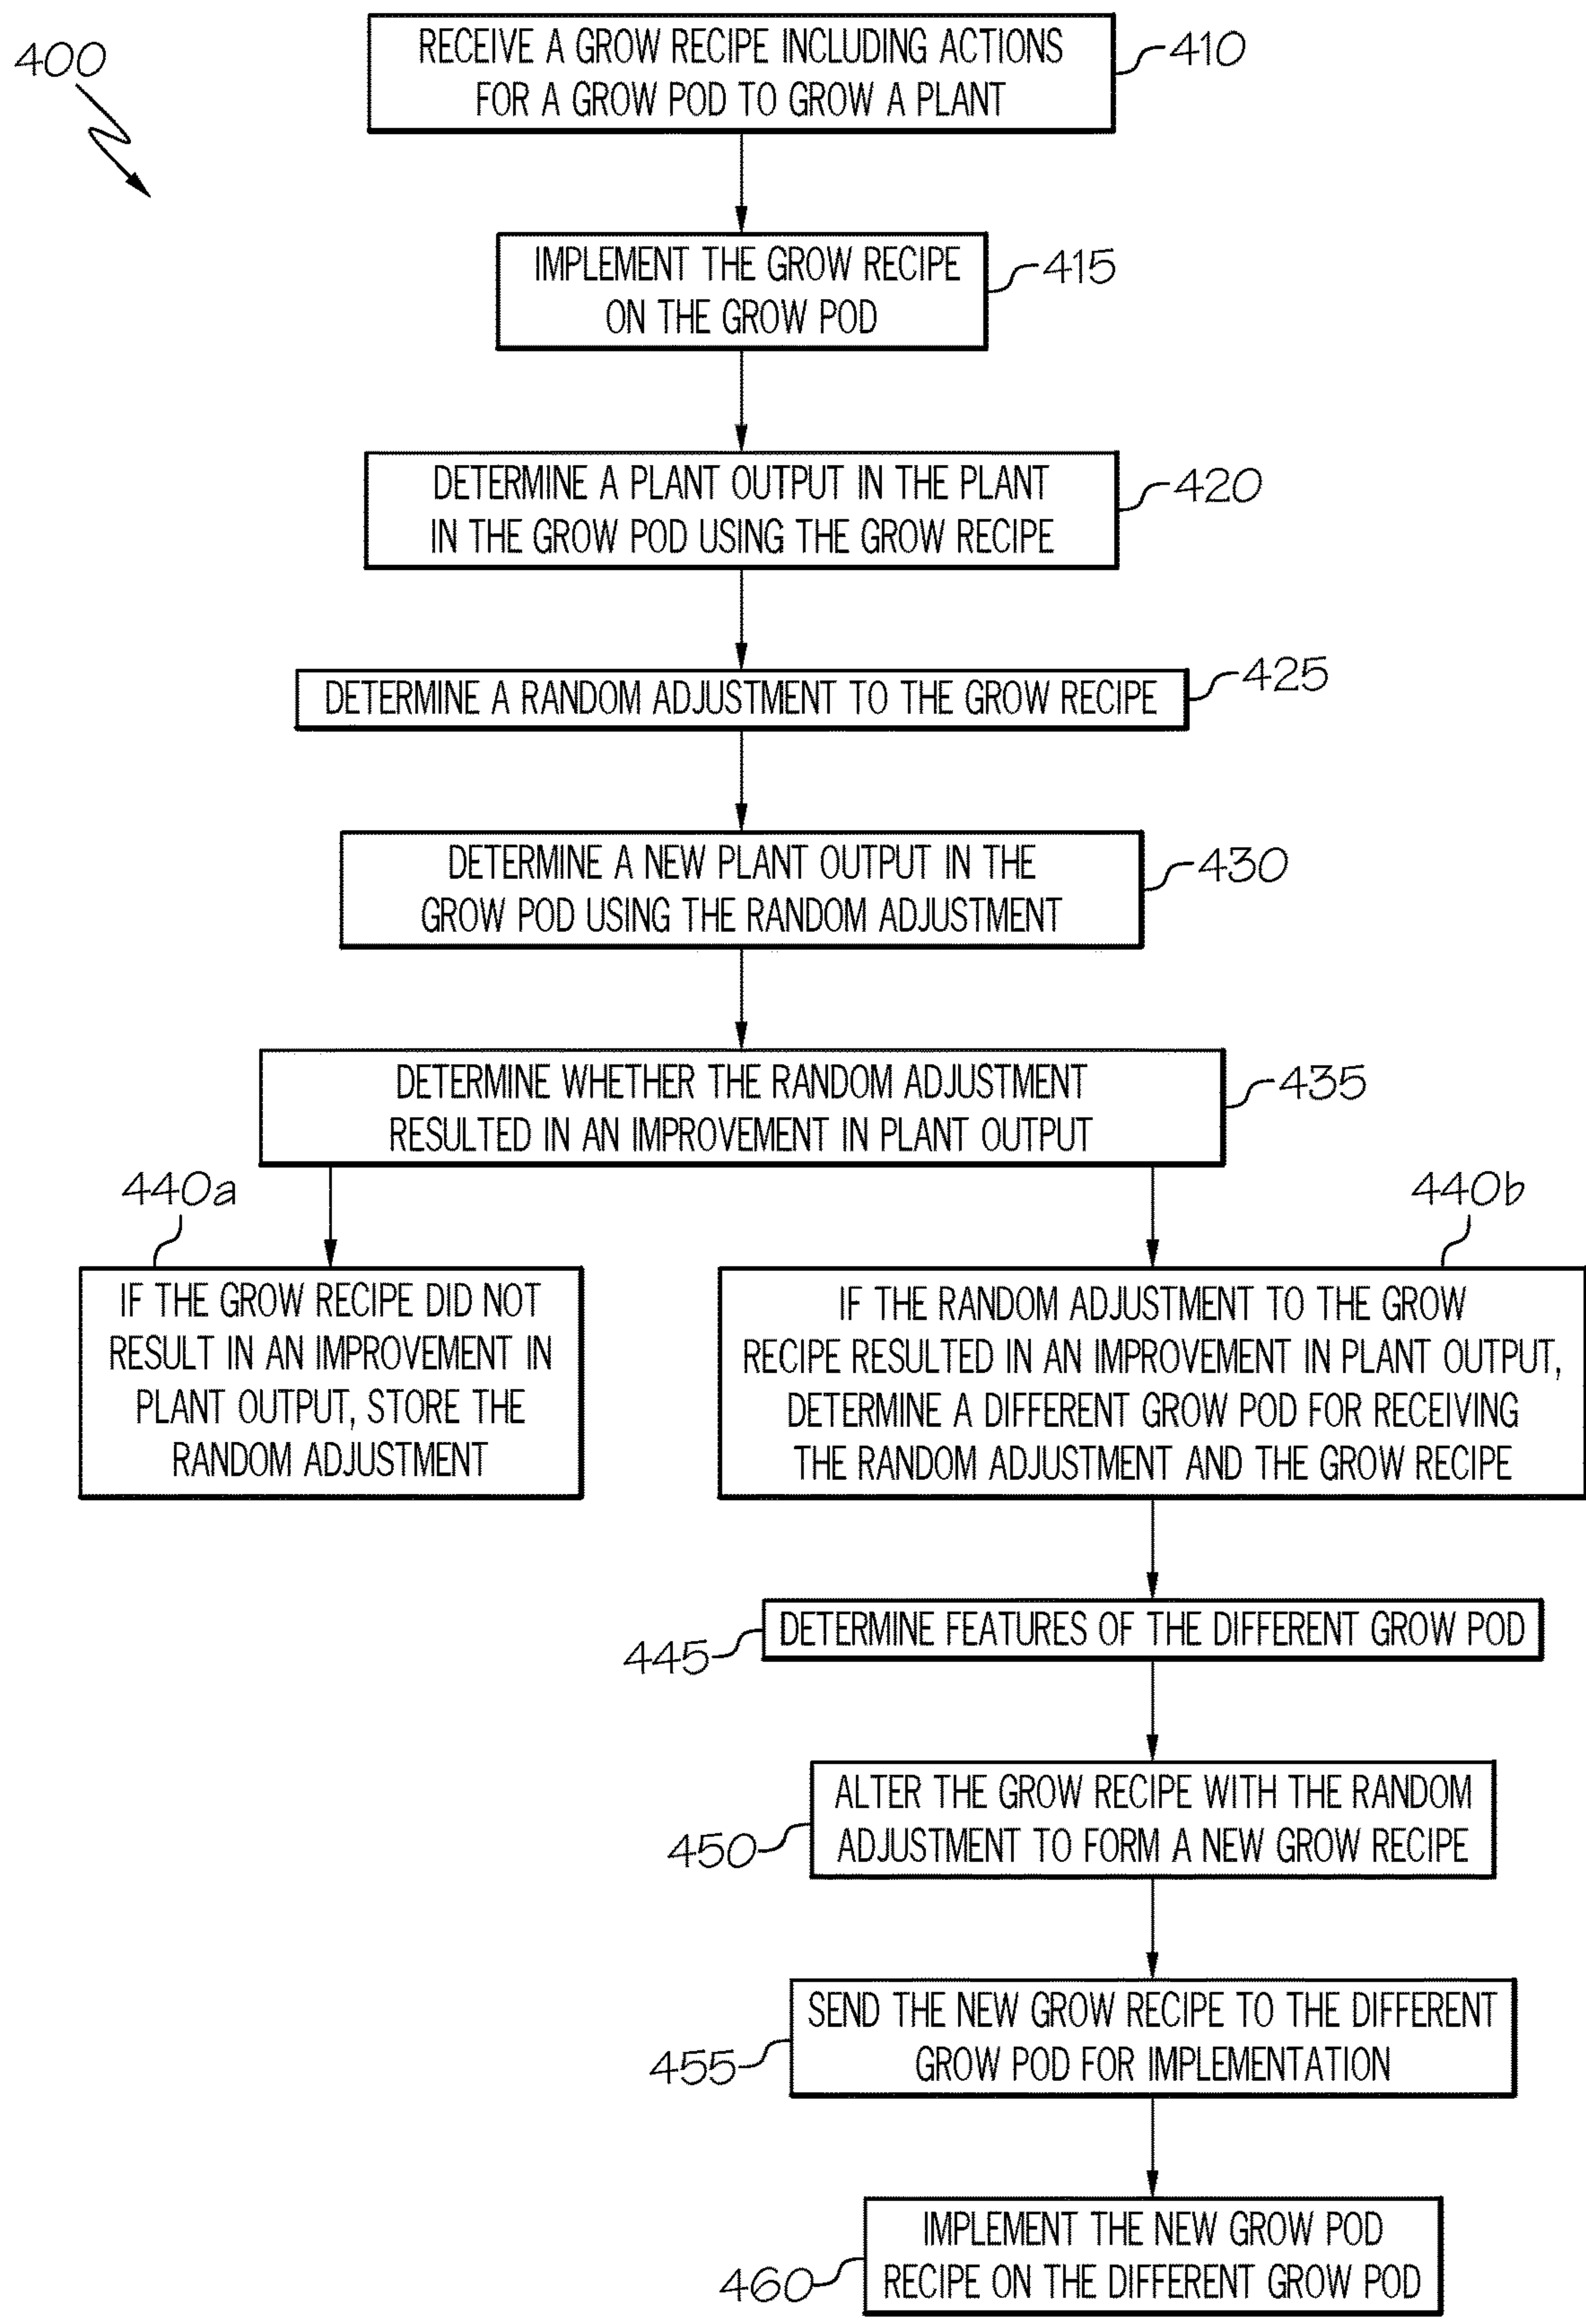 400
RECEIVE A GROW RECIPE INCLUDING ACTIONS
FOR A GROW POD TO GROW A PLANT
410
IMPLEMENT THE GROW RECIPE
ON THE GROW POD
415
DETERMINE A PLANT OUTPUT IN THE PLANT
IN THE GROW POD USING THE GROW RECIPE
420
DETERMINE A RANDOM ADJUSTMENT TO THE GROW RECIPE
425
DETERMINE A NEW PLANT OUTPUT IN THE
GROW POD USING THE RANDOM ADJUSTMENT
430
DETERMINE WHETHER THE RANDOM ADJUSTMENT
RESULTED IN AN IMPROVEMENT IN PLANT OUTPUT
435
440a
IF THE GROW RECIPE DID NOT
RESULT IN AN IMPROVEMENT IN
PLANT OUTPUT, STORE THE
RANDOM ADJUSTMENT
440b
IF THE RANDOM ADJUSTMENT TO THE GROW
RECIPE RESULTED IN AN IMPROVEMENT IN PLANT OUTPUT,
DETERMINE A DIFFERENT GROW POD FOR RECEIVING
THE RANDOM ADJUSTMENT AND THE GROW RECIPE
DETERMINE FEATURES OF THE DIFFERENT GROW POD
445
ALTER THE GROW RECIPE WITH THE RANDOM
ADJUSTMENT TO FORM A NEW GROW RECIPE
450
SEND THE NEW GROW RECIPE TO THE DIFFERENT
GROW POD FOR IMPLEMENTATION
455
IMPLEMENT THE NEW GROW POD
RECIPE ON THE DIFFERENT GROW POD
460